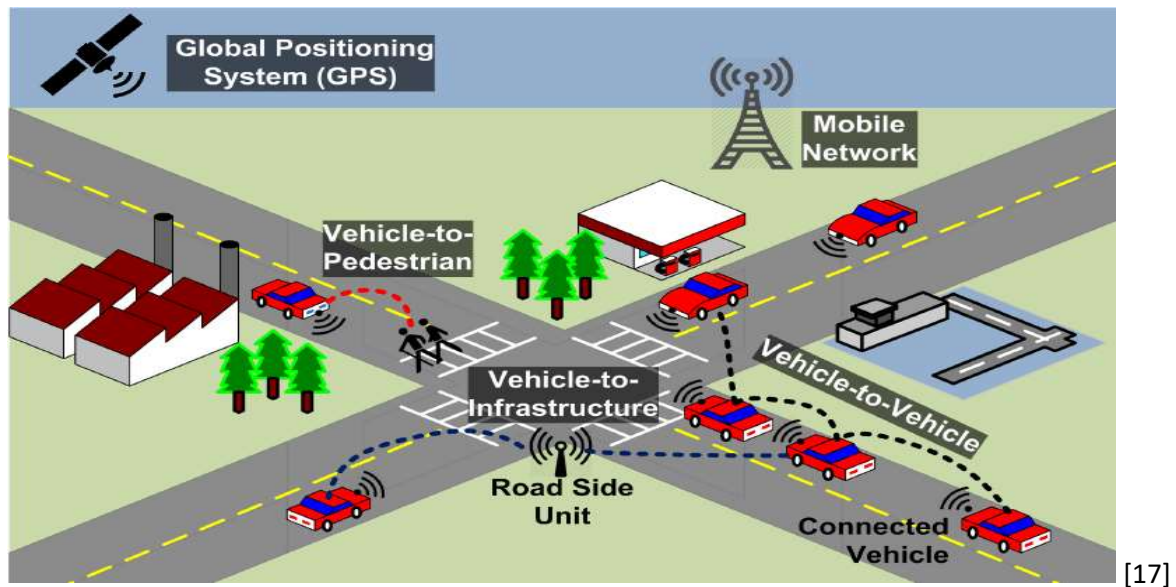 Global Positioning
System (GPS)
Mobile
Network
Vehicle-to-
Pedestrian
Vehicle-to-
Infrastructure
Vehicle-to-Vehicle
Road Side
Unit
Connected
Vehicle
[17]